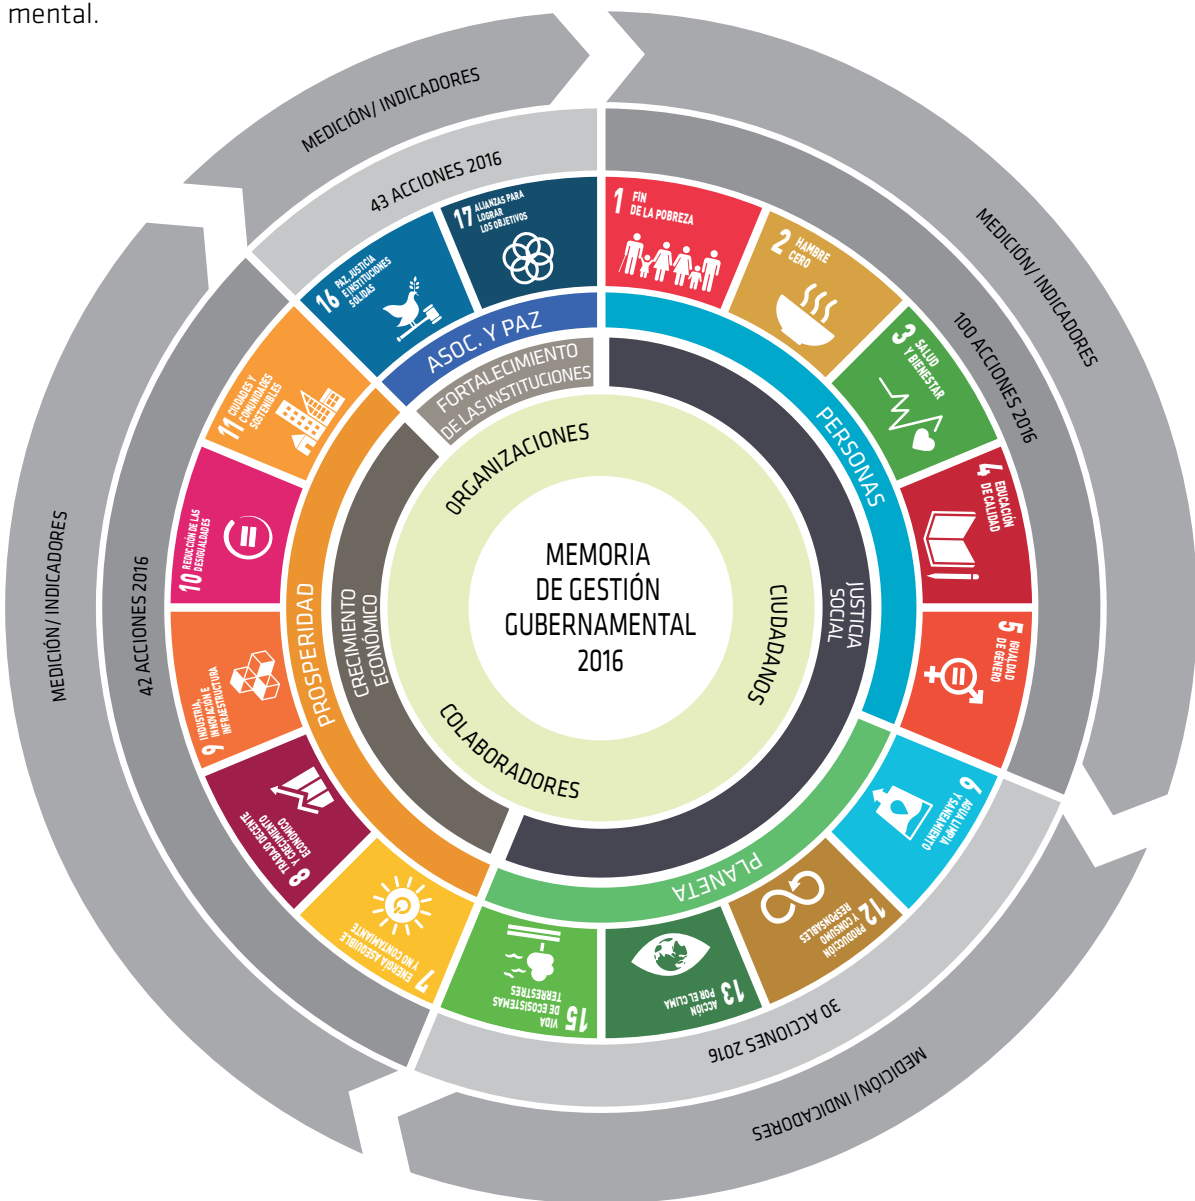 mental.
MEDICIÓN/ INDICADORES
MEDICIÓN/ INDICADORES
MEDICIÓN/ INDICADORES
MEDICIÓN/ INDICADORES
43 ACCIONES 2016
100 ACCIONES 2016
30 ACCIONES 2016
42 ACCIONES 2016
1 FIN
DE LA POBREZA
2 HAMBRE
CERO
3 SALUD
Y BIENESTAR
4 EDUCACIÓN
DE CALIDAD
5 IGUALDAD
DE GÉNERO
6 AGUA LIMPIA
Y SANEAMIENTO
12 PRODUCCIÓN
Y CONSUMO
RESPONSABLES
13 ACCIÓN
POR EL CLIMA
15 VIDA
DE ECOSISTEMAS
TERRESTRES
7 ENERGÍA ASEQUIBLE
Y NO CONTAMIANTE
8 TRABAJO DECENTE
Y CRECIMIENTO
ECONÓMICO
9 INDUSTRIA,
INNOVACIÓN E
INFRAESTRUCTURA
10 REDUCCIÓN DE LAS
DESIGUALDADES
11 CIUDADES Y
COMUNIDADES
SOSTENIBLES
16 PAZ, JUSTICIA
E INSTITUCIONES
SÓLIDAS
17 ALIANZAS PARA
LOGRAR
LOS OBJETIVOS
ASOC. Y PAZ
PERSONAS
PLANETA
PROSPERIDAD
FORTALECIMIENTO
DE LAS INSTITUCIONES
JUSTICIA
SOCIAL
CRECIMIENTO
ECONÓMICO
ORGANIZACIONES
CIUDADANOS
COLABORADORES
MEMORIA
DE GESTIÓN
GUBERNAMENTAL
2016